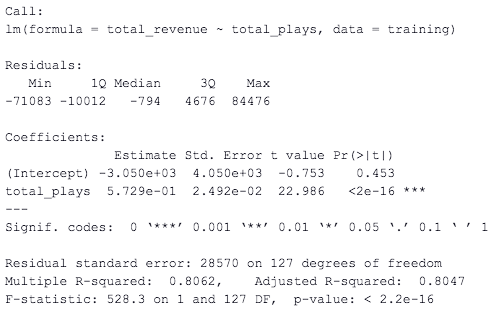 Call:
lm(formula = total_revenue ~ total_plays, data = training)
Residuals:
   Min     1Q Median     3Q    Max
-71083 -10012   -794   4676  84476
Coefficients:
              Estimate Std. Error t value Pr(>|t|)
(Intercept) -3.050e+03  4.050e+03  -0.753    0.453
total_plays  5.729e-01  2.492e-02  22.986   <2e-16 ***
---
Signif. codes:  0 ‘***’ 0.001 ‘**’ 0.01 ‘*’ 0.05 ‘.’ 0.1 ‘ ’ 1
Residual standard error: 28570 on 127 degrees of freedom
Multiple R-squared:  0.8062,    Adjusted R-squared:  0.8047
F-statistic: 528.3 on 1 and 127 DF,  p-value: < 2.2e-16